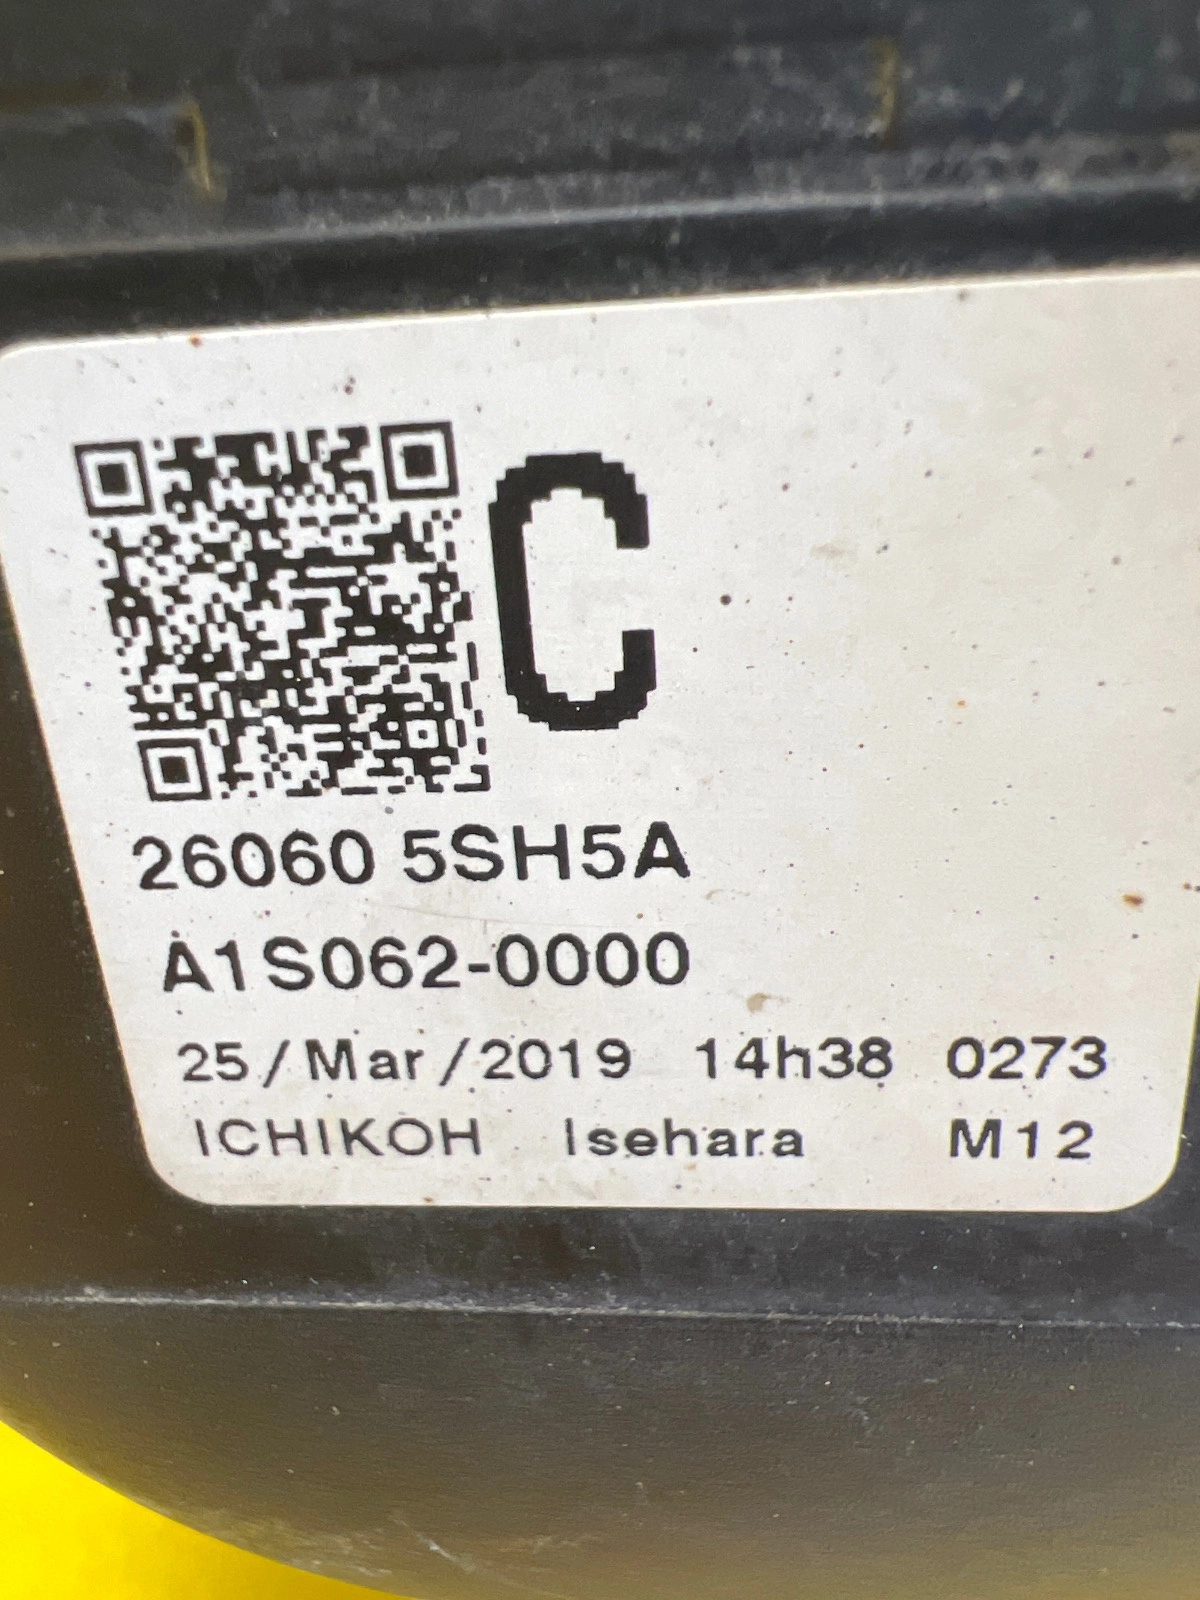 C
26060 5SH5A
A1S062-0000
25/Mar/2019 14h38 0273
ICHIKOH Isehara M12